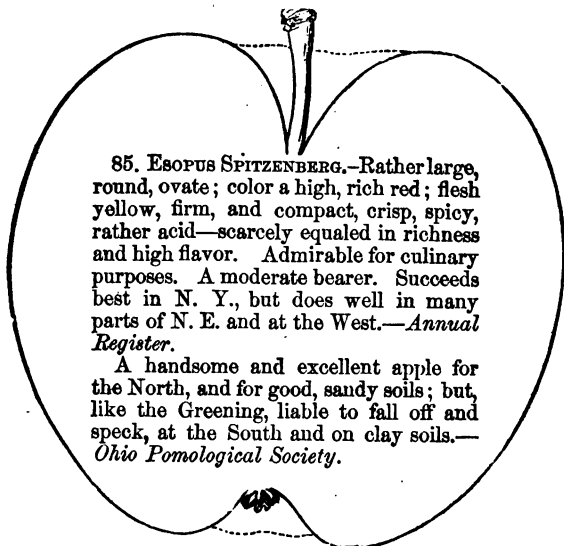 85. ESOPUS SPITZENBERG.—Rather large,
round, ovate; color a high, rich red; flesh
yellow, firm, and compact, crisp, spicy,
rather acid—scarcely equaled in richness
and high flavor. Admirable for culinary
purposes. A moderate bearer. Succeeds
best in N. Y., but does well in many
parts of N. E. and at the West.—Annual
Register.
A handsome and excellent apple for
the North, and for good, sandy soils; but,
like the Greening, liable to fall off and
speck, at the South and on clay soils.—
Ohio Pomological Society.